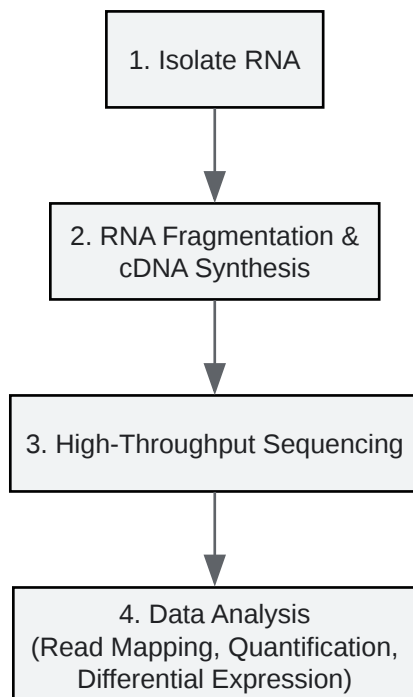 1. Isolate RNA
2. RNA Fragmentation &
cDNA Synthesis
3. High-Throughput Sequencing
4. Data Analysis
(Read Mapping, Quantification,
Differential Expression)